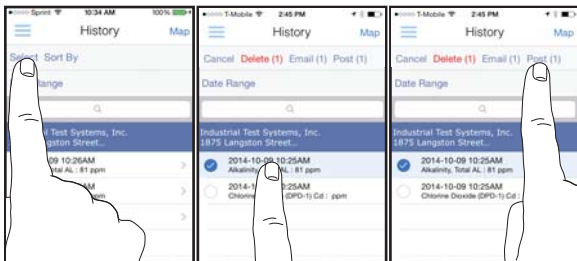 Sprint 10:34 AM 100%
History Map
Select Sort By
Range
Test Systems, Inc.
Street...
10:26AM
AL : 81 ppm
T-Mobile 2:45 PM
History Map
Cancel Delete (1) Email (1) Post (1)
Date Range
Industrial Test Systems, Inc.
1875 Langston Street...
2014-10-09 10:25AM
Alkalinity, Total AL : 81 ppm
2014-1 0:25AM
Chlorine (DPD-1) Cd : ppm
T-Mobile 2:45 PM
History Map
Cancel Delete (1) Email (1) Post (1)
Date Range
Industrial Test Systems, Inc.
1875 Langston Street...
2014-10-09 10:25AM
Alkalinity, Total AL : 81 ppm
2014-10-09 10:25AM
Chlorine Dioxide (DPD-1) Cd :